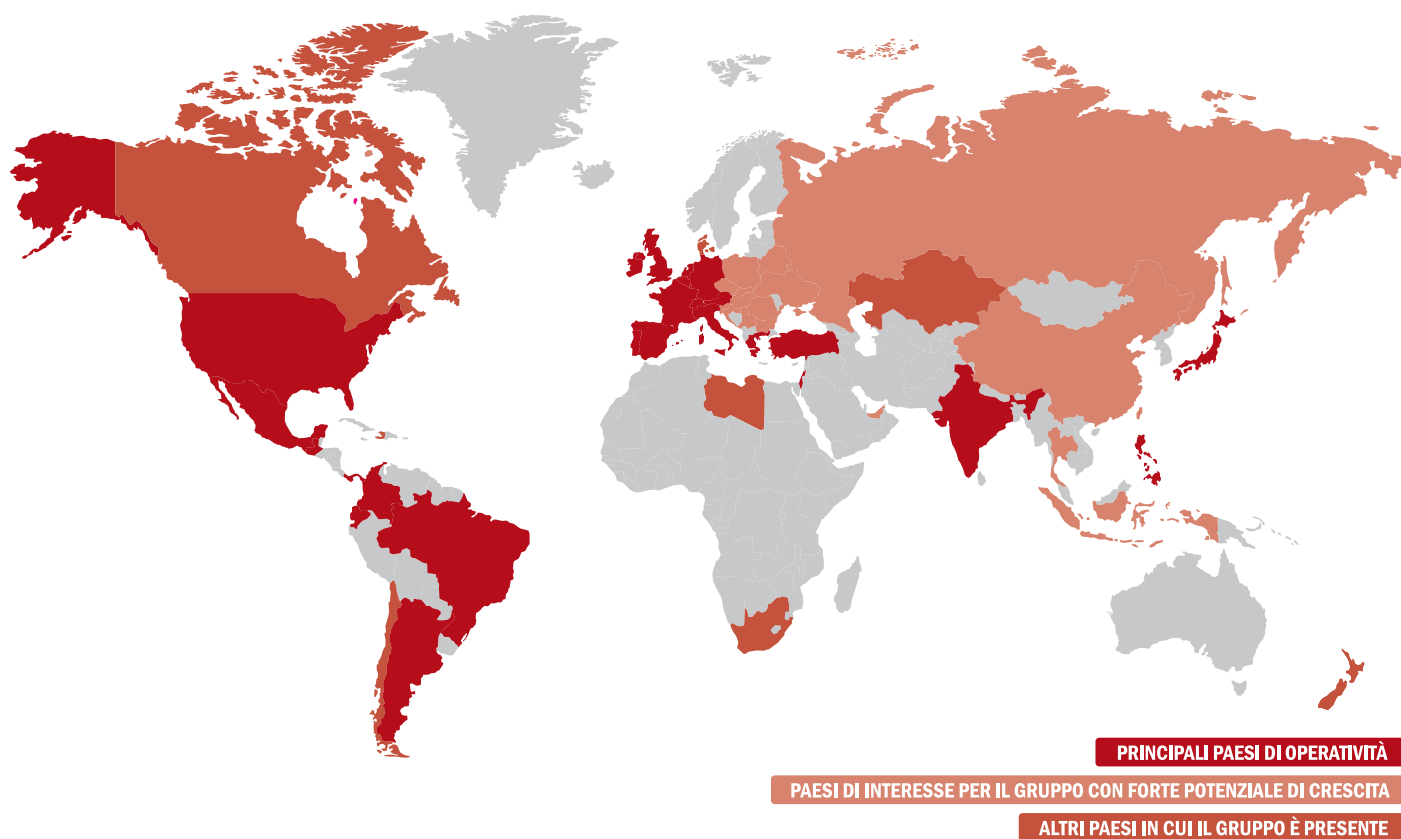 PRINCIPALI PAESI DI OPERATIVITÀ
PAESI DI INTERESSE PER IL GRUPPO CON FORTE POTENZIALE DI CRESCITA
ALTRI PAESI IN CUI IL GRUPPO È PRESENTE